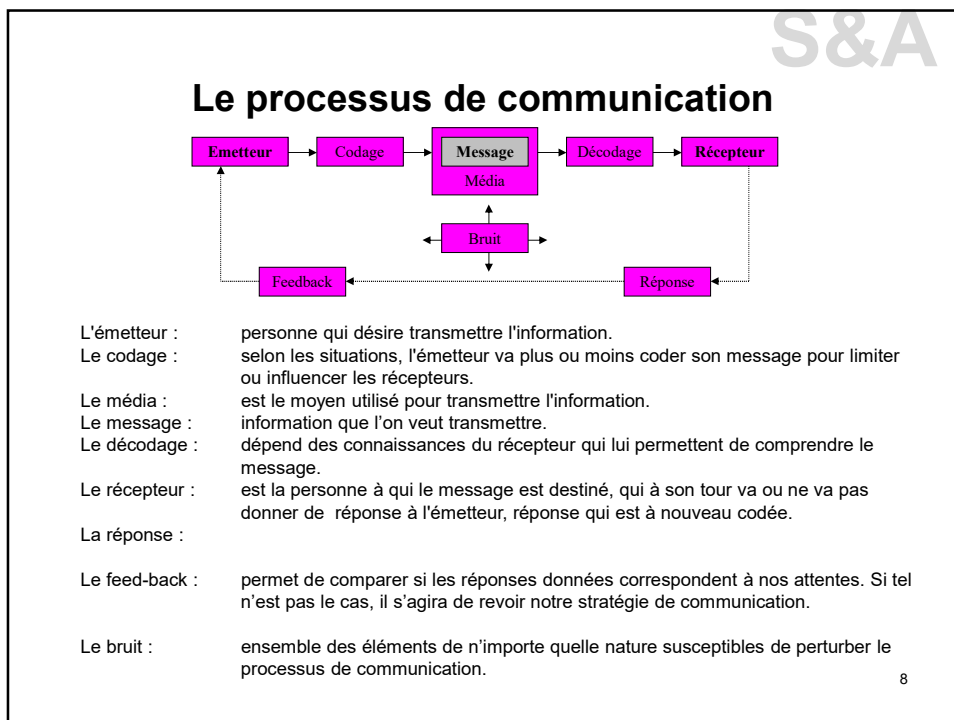 S&A
Le processus de communication
Emetteur
Codage
Message
Média
Décodage
Récepteur
Bruit
Feedback
Réponse
L'émetteur : personne qui désire transmettre l'information.
Le codage : selon les situations, l'émetteur va plus ou moins coder son message pour limiter
ou influencer les récepteurs.
Le média : est le moyen utilisé pour transmettre l'information.
Le message : information que l’on veut transmettre.
Le décodage : dépend des connaissances du récepteur qui lui permettent de comprendre le
message.
Le récepteur : est la personne à qui le message est destiné, qui à son tour va ou ne va pas
donner de réponse à l'émetteur, réponse qui est à nouveau codée.
La réponse :
Le feed-back : permet de comparer si les réponses données correspondent à nos attentes. Si tel
n’est pas le cas, il s’agira de revoir notre stratégie de communication.
Le bruit : ensemble des éléments de n’importe quelle nature susceptibles de perturber le
processus de communication.
8